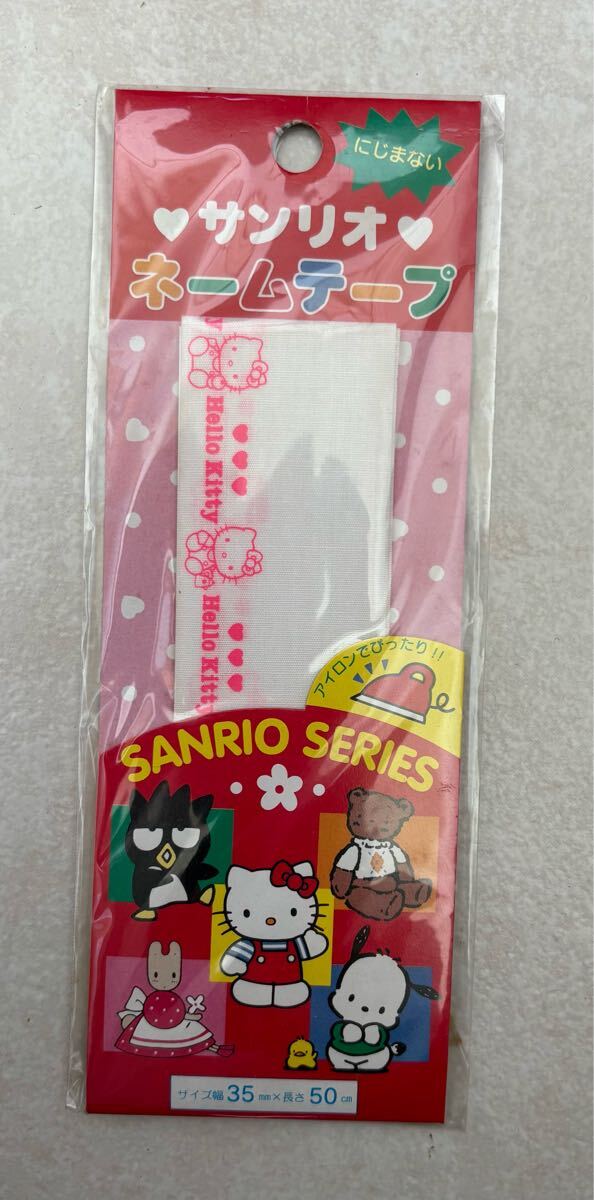 にじまない
サンリオ
ネームテープ
y
Hello Kitty
Hello Kitty
アイロンでぴったり!!
SANRIO SERIES
サイズ幅35mm×長さ50cm